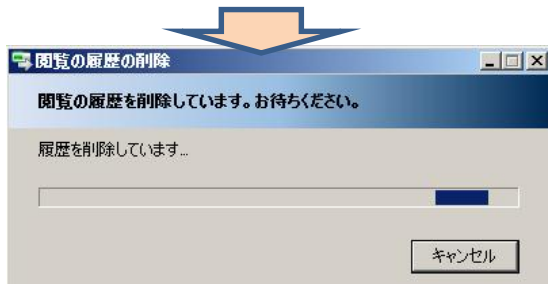 閲覧の履歴の削除
閲覧の履歴を削除しています。お待ちください。
履歴を削除しています...
キャンセル